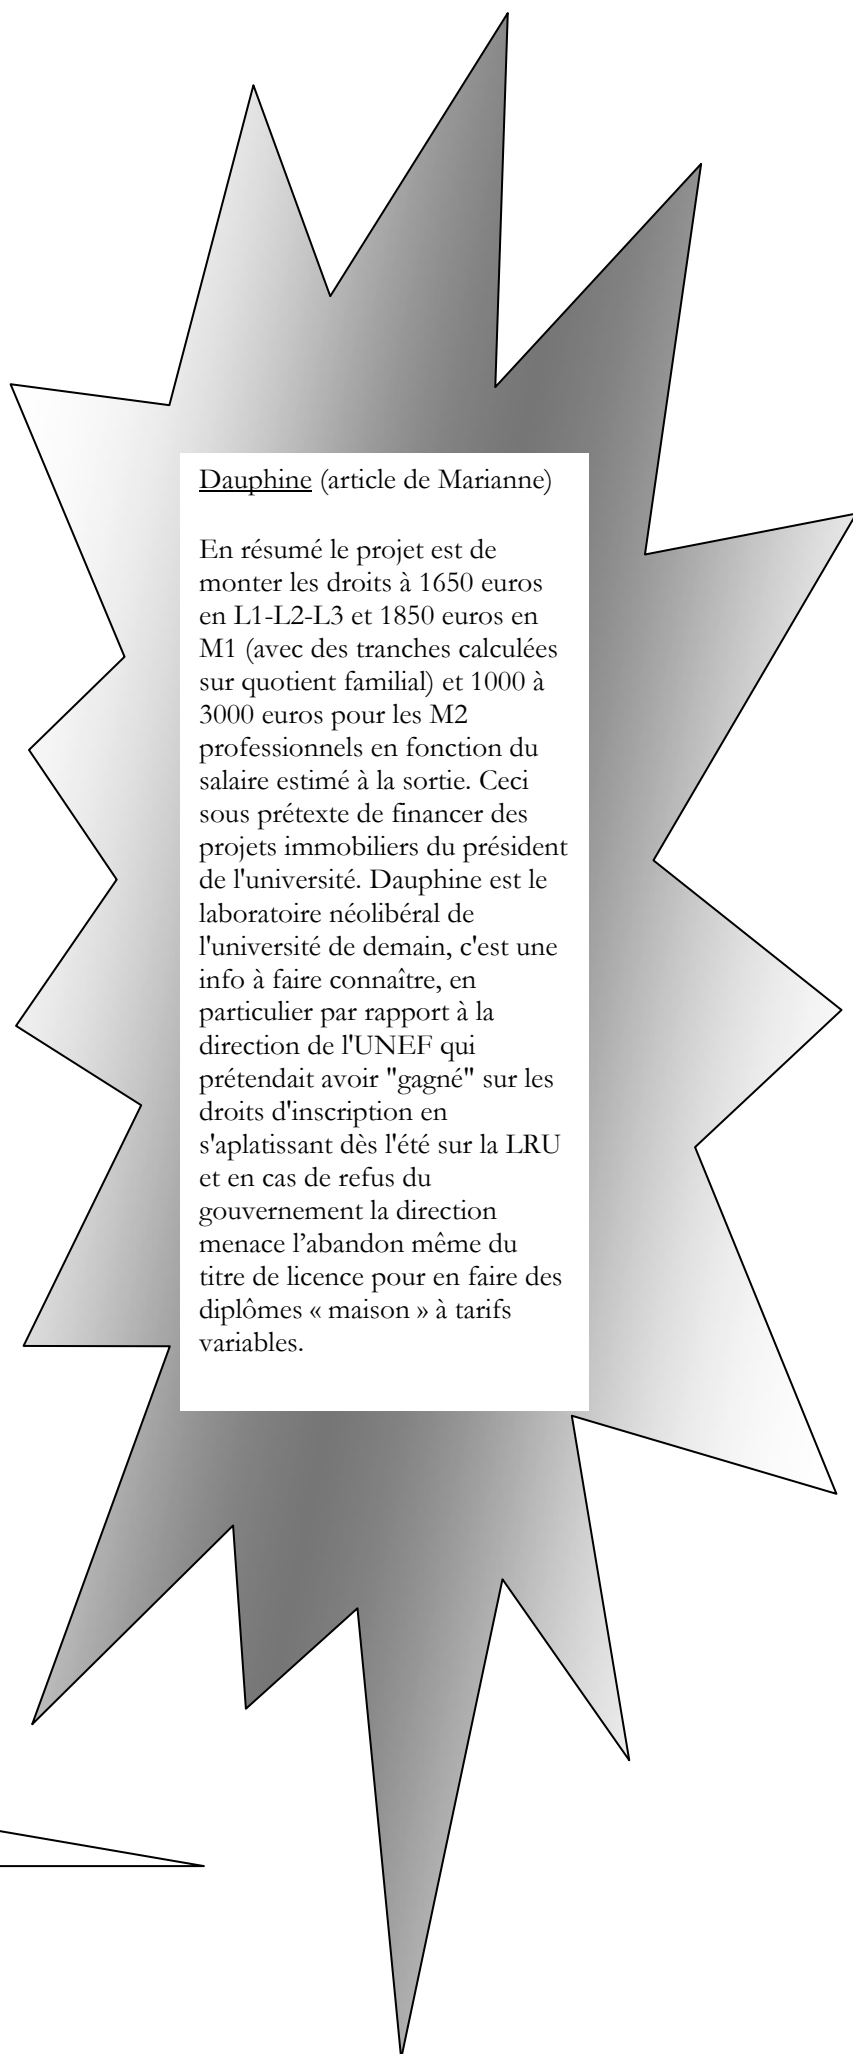 Dauphine (article de Marianne)
En résumé le projet est de
monter les droits à 1650 euros
en L1-L2-L3 et 1850 euros en
M1 (avec des tranches calculées
sur quotient familial) et 1000 à
3000 euros pour les M2
professionnels en fonction du
salaire estimé à la sortie. Ceci
sous prétexte de financer des
projets immobiliers du président
de l'université. Dauphine est le
laboratoire néolibéral de
l'université de demain, c'est une
info à faire connaître, en
particulier par rapport à la
direction de l'UNEF qui
prétendait avoir "gagné" sur les
droits d'inscription en
s'aplatissant dès l'été sur la LRU
et en cas de refus du
gouvernement la direction
menace l’abandon même du
titre de licence pour en faire des
diplômes « maison » à tarifs
variables.